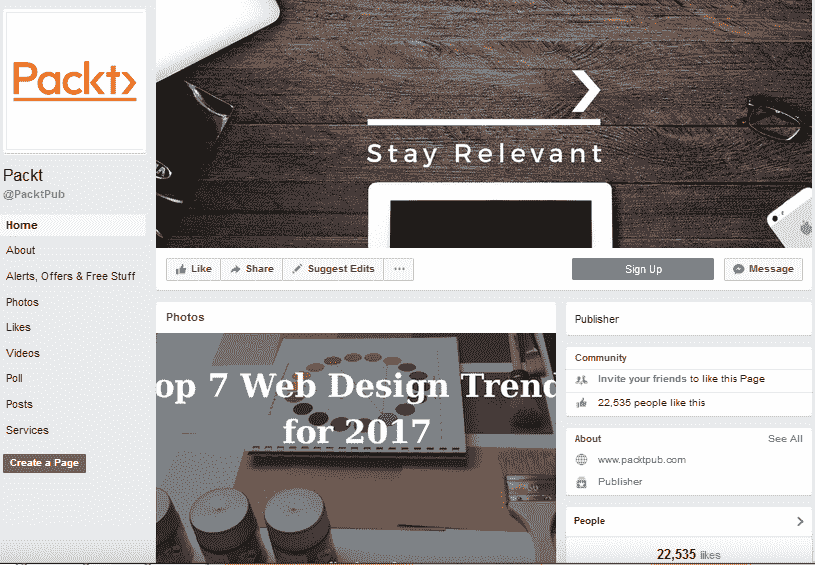 Packt
Packt
@PacktPub
Home
About
Alerts, Offers & Free Stuff
Photos
Likes
Videos
Poll
Posts
Services
Create a Page
Stay Relevant
Like
Share
Suggest Edits
Sign Up
Message
Photos
op 7 Web Design Trend
for 2017
Publisher
Community
Invite your friends to like this Page
22,535 people like this
About
See All
www.packtpub.com
Publisher
People
22,535 likes